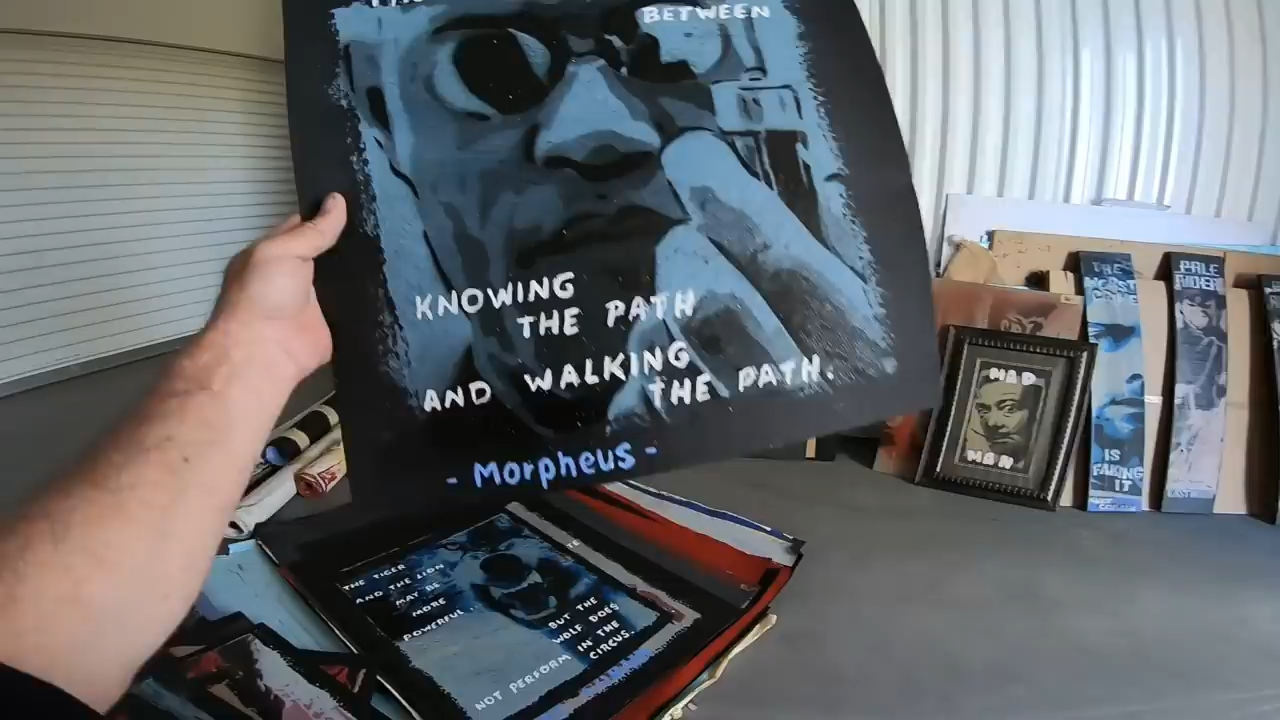 BETWEEN
KNOWING
THE PATH
AND WALKING
THE PATH.
- Morpheus -
THE TIGER
AND THE LION
MAY BE
MORE
POWERFUL
BUT THE
WOLF DOES
NOT PERFORM IN THE
CIRCUS.
MAD
MAN
IS
FAKING
IT
PALE
RIDER